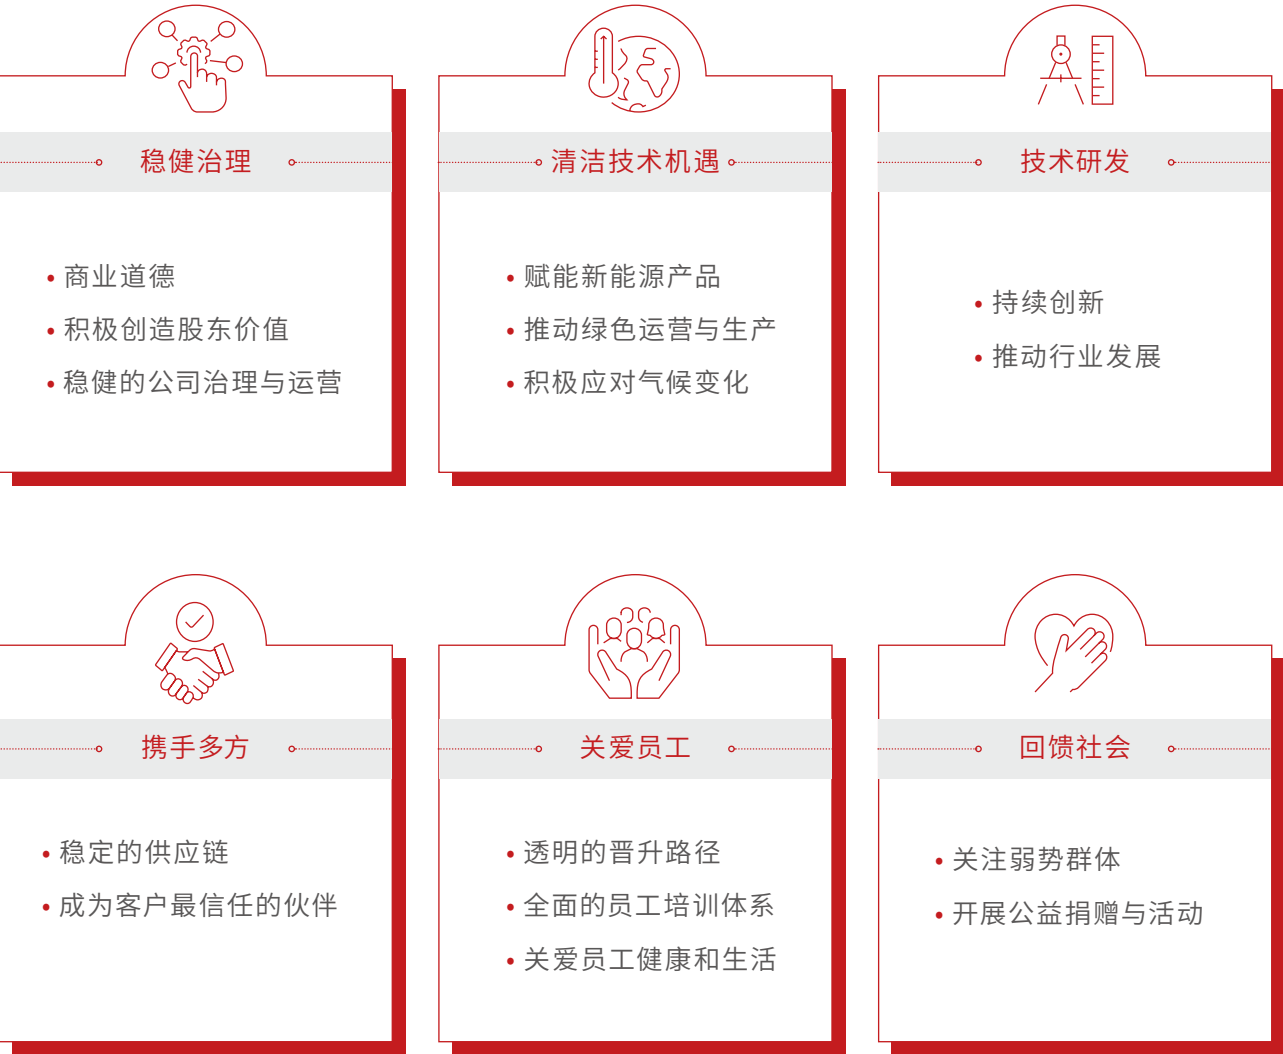 稳健治理
• 商业道德
• 积极创造股东价值
• 稳健的公司治理与运营
清洁技术机遇
• 赋能新能源产品
• 推动绿色运营与生产
• 积极应对气候变化
技术研发
• 持续创新
• 推动行业发展
携手多方
• 稳定的供应链
• 成为客户最信任的伙伴
关爱员工
• 透明的晋升路径
• 全面的员工培训体系
• 关爱员工健康和生活
回馈社会
• 关注弱势群体
• 开展公益捐赠与活动